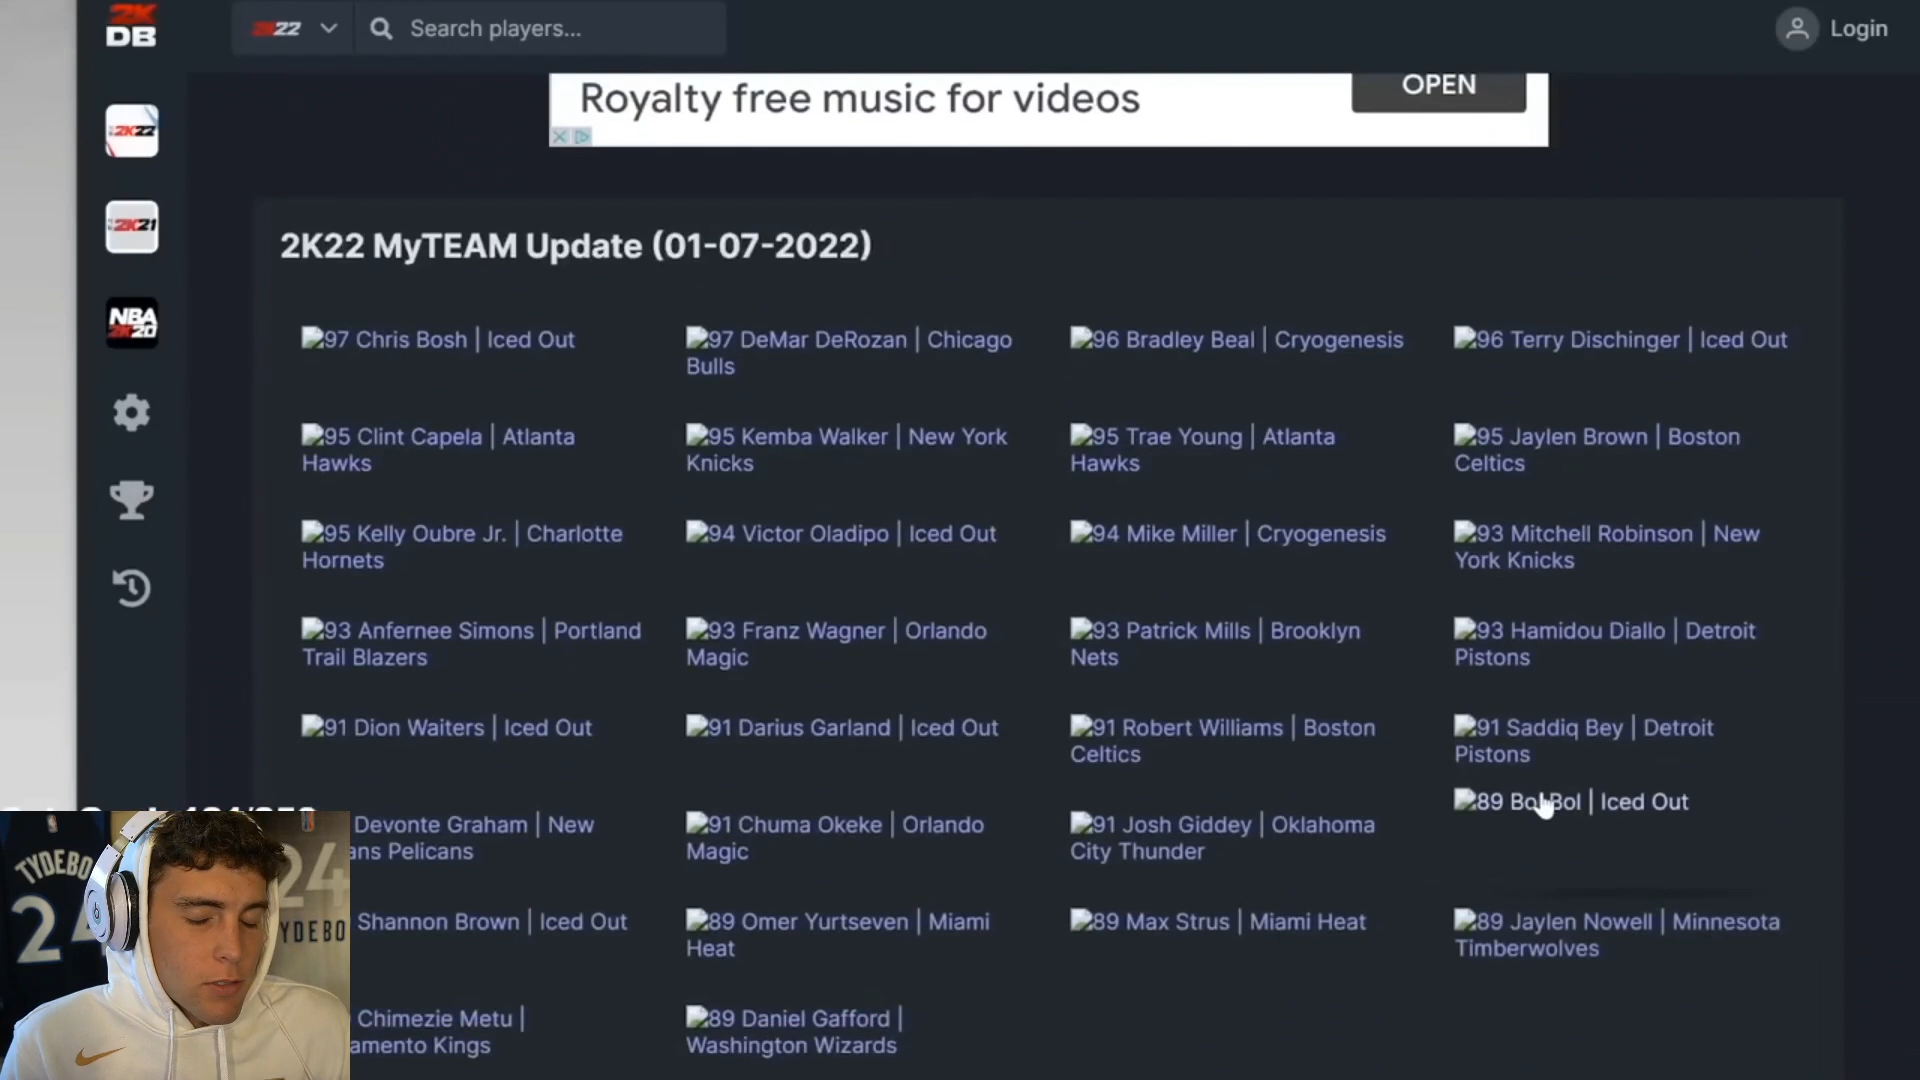 2K
DB
2K22
Search players...
Login
Royalty free music for videos
OPEN
2K22
2K21
NBA
2K20
2K22 MyTEAM Update (01-07-2022)
97 Chris Bosh | Iced Out
97 DeMar DeRozan | Chicago
Bulls
96 Bradley Beal | Cryogenesis
96 Terry Dischinger | Iced Out
95 Clint Capela | Atlanta
Hawks
95 Kemba Walker | New York
Knicks
95 Trae Young | Atlanta
Hawks
95 Jaylen Brown | Boston
Celtics
95 Kelly Oubre Jr. | Charlotte
Hornets
94 Victor Oladipo | Iced Out
94 Mike Miller | Cryogenesis
93 Mitchell Robinson | New
York Knicks
93 Anfernee Simons | Portland
Trail Blazers
93 Franz Wagner | Orlando
Magic
93 Patrick Mills | Brooklyn
Nets
93 Hamidou Diallo | Detroit
Pistons
91 Dion Waiters | Iced Out
91 Darius Garland | Iced Out
91 Robert Williams | Boston
Celtics
91 Saddiq Bey | Detroit
Pistons
Devonte Graham | New
ans Pelicans
91 Chuma Okeke | Orlando
Magic
91 Josh Giddey | Oklahoma
City Thunder
89 Bol Bol | Iced Out
Shannon Brown | Iced Out
89 Omer Yurtseven | Miami
Heat
89 Max Strus | Miami Heat
89 Jaylen Nowell | Minnesota
Timberwolves
Chimezie Metu |
amento Kings
89 Daniel Gafford |
Washington Wizards
TYDEBO
24
24
YDEBO